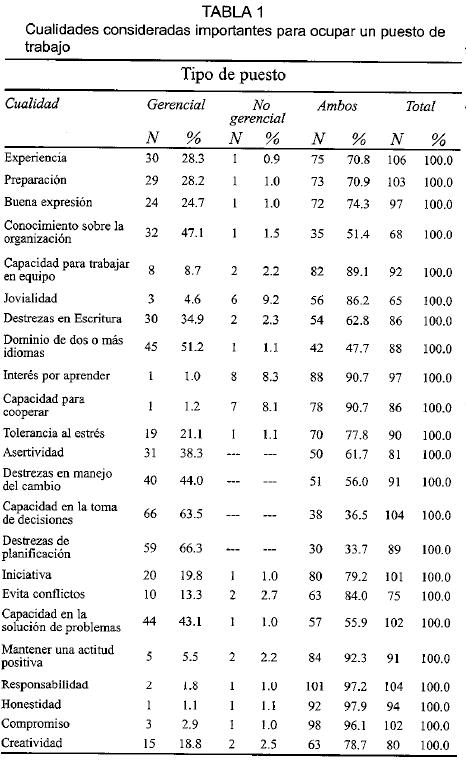 TABLA 1
Cualidades consideradas importantes para ocupar un puesto de
trabajo
Tipo de puesto
Cualidad Gerencial No Ambos Total
gerencial
N % N % N % N %
Experiencia 30 28.3 1 0.9 75 70.8 106 100.0
Preparación 29 28.2 1 1.0 73 70.9 103 100.0
Buena expresión 24 24.7 1 1.0 72 74.3 97 100.0
Conocimiento sobre la
organización 32 47.1 1 1.5 35 51.4 68 100.0
Capacidad para trabajar
en equipo 8 8.7 2 2.2 82 89.1 92 100.0
Jovialidad 3 4.6 6 9.2 56 86.2 65 100.0
Destrezas en Escritura 30 34.9 2 2.3 54 62.8 86 100.0
Dominio de dos o más
idiomas 45 51.2 1 1.1 42 47.7 88 100.0
Interés por aprender 1 1.0 8 8.3 88 90.7 97 100.0
Capacidad para
cooperar 1 1.2 7 8.1 78 90.7 86 100.0
Tolerancia al estrés 19 21.1 1 1.1 70 77.8 90 100.0
Asertividad 31 38.3 --- --- 50 61.7 81 100.0
Destrezas en manejo
del cambio 40 44.0 --- --- 51 56.0 91 100.0
Capacidad en la toma
de decisiones 66 63.5 --- --- 38 36.5 104 100.0
Destrezas de
planificación 59 66.3 --- --- 30 33.7 89 100.0
Iniciativa 20 19.8 1 1.0 80 79.2 101 100.0
Evita conflictos 10 13.3 2 2.7 63 84.0 75 100.0
Capacidad en la
solución de problemas 44 43.1 1 1.0 57 55.9 102 100.0
Mantener una actitud
positiva 5 5.5 2 2.2 84 92.3 91 100.0
Responsabilidad 2 1.8 1 1.0 101 97.2 104 100.0
Honestidad 1 1.1 1 1.1 92 97.9 94 100.0
Compromiso 3 2.9 1 1.0 98 96.1 102 100.0
Creatividad 15 18.8 2 2.5 63 78.7 80 100.0